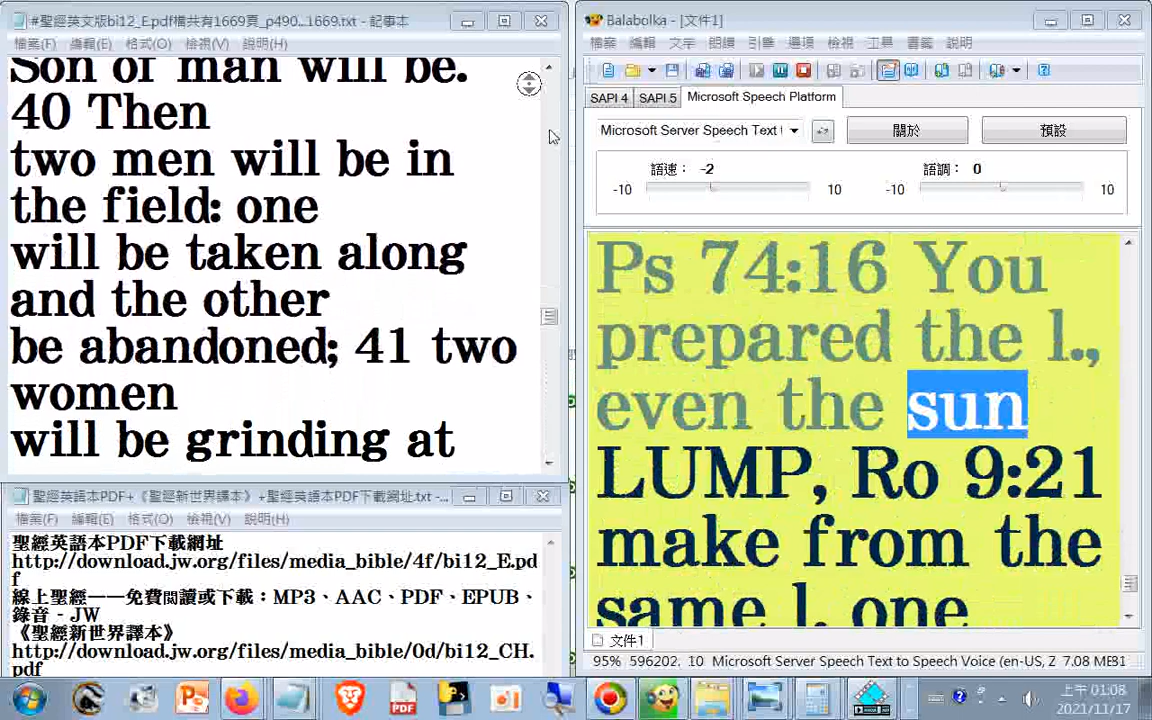 #聖經英文版bi12_E.pdf檔共有1669頁_p490...1669.txt - 記事本
檔案(F) 編輯(E) 格式(O) 檢視(V) 說明(H)
Son of man will be.
40 Then
two men will be in
the field: one
will be taken along
and the other
be abandoned; 41 two
women
will be grinding at
聖經英語本PDF+《聖經新世界譯本》+聖經英語本PDF下載網址.txt - ...
檔案(F) 編輯(E) 格式(O) 檢視(V) 說明(H)
聖經英語本PDF下載網址
http://download.jw.org/files/media_bible/4f/bi12_E.pd
f
線上聖經——免費閱讀或下載：MP3、AAC、PDF、EPUB、
錄音 - JW
《聖經新世界譯本》
http://download.jw.org/files/media_bible/0d/bi12_CH.
pdf
Balabolka - [文件1]
檔案 編輯 文字 朗讀 引擎 選項 檢視 工具 書籤 說明
SAPI 4 SAPI 5 Microsoft Speech Platform
Microsoft Server Speech Text t 關於 預設
語速： -2 語調： 0
-10 10 -10 10
Ps 74:16 You
prepared the l.,
even the sun
LUMP, Ro 9:21
make from the
same l. one
文件1
95% 596202. 10 Microsoft Server Speech Text to Speech Voice (en-US, Z 7.08 MB
上午 01:08
2021/11/17